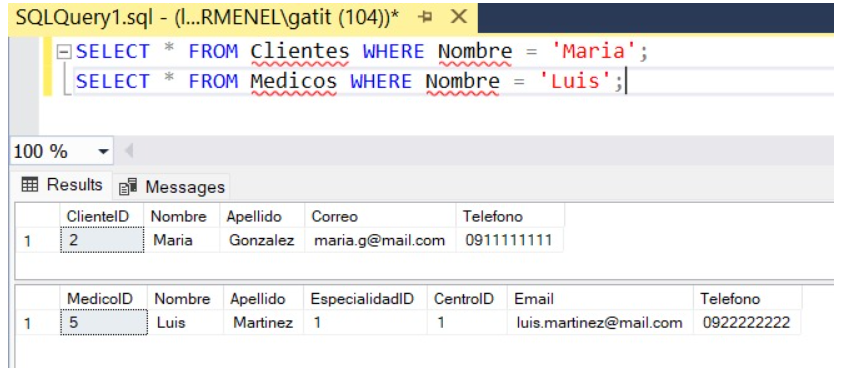 SQLQuery1.sql - (l...RMENEL\gatit (104))*
SELECT * FROM Clientes WHERE Nombre = 'Maria';
SELECT * FROM Medicos WHERE Nombre = 'Luis';
100 %
Results Messages
ClienteID Nombre Apellido Correo Telefono
1 2 Maria Gonzalez maria.g@mail.com 0911111111
MedicoID Nombre Apellido EspecialidadID CentroID Email Telefono
1 5 Luis Martinez 1 1 luis.martinez@mail.com 0922222222